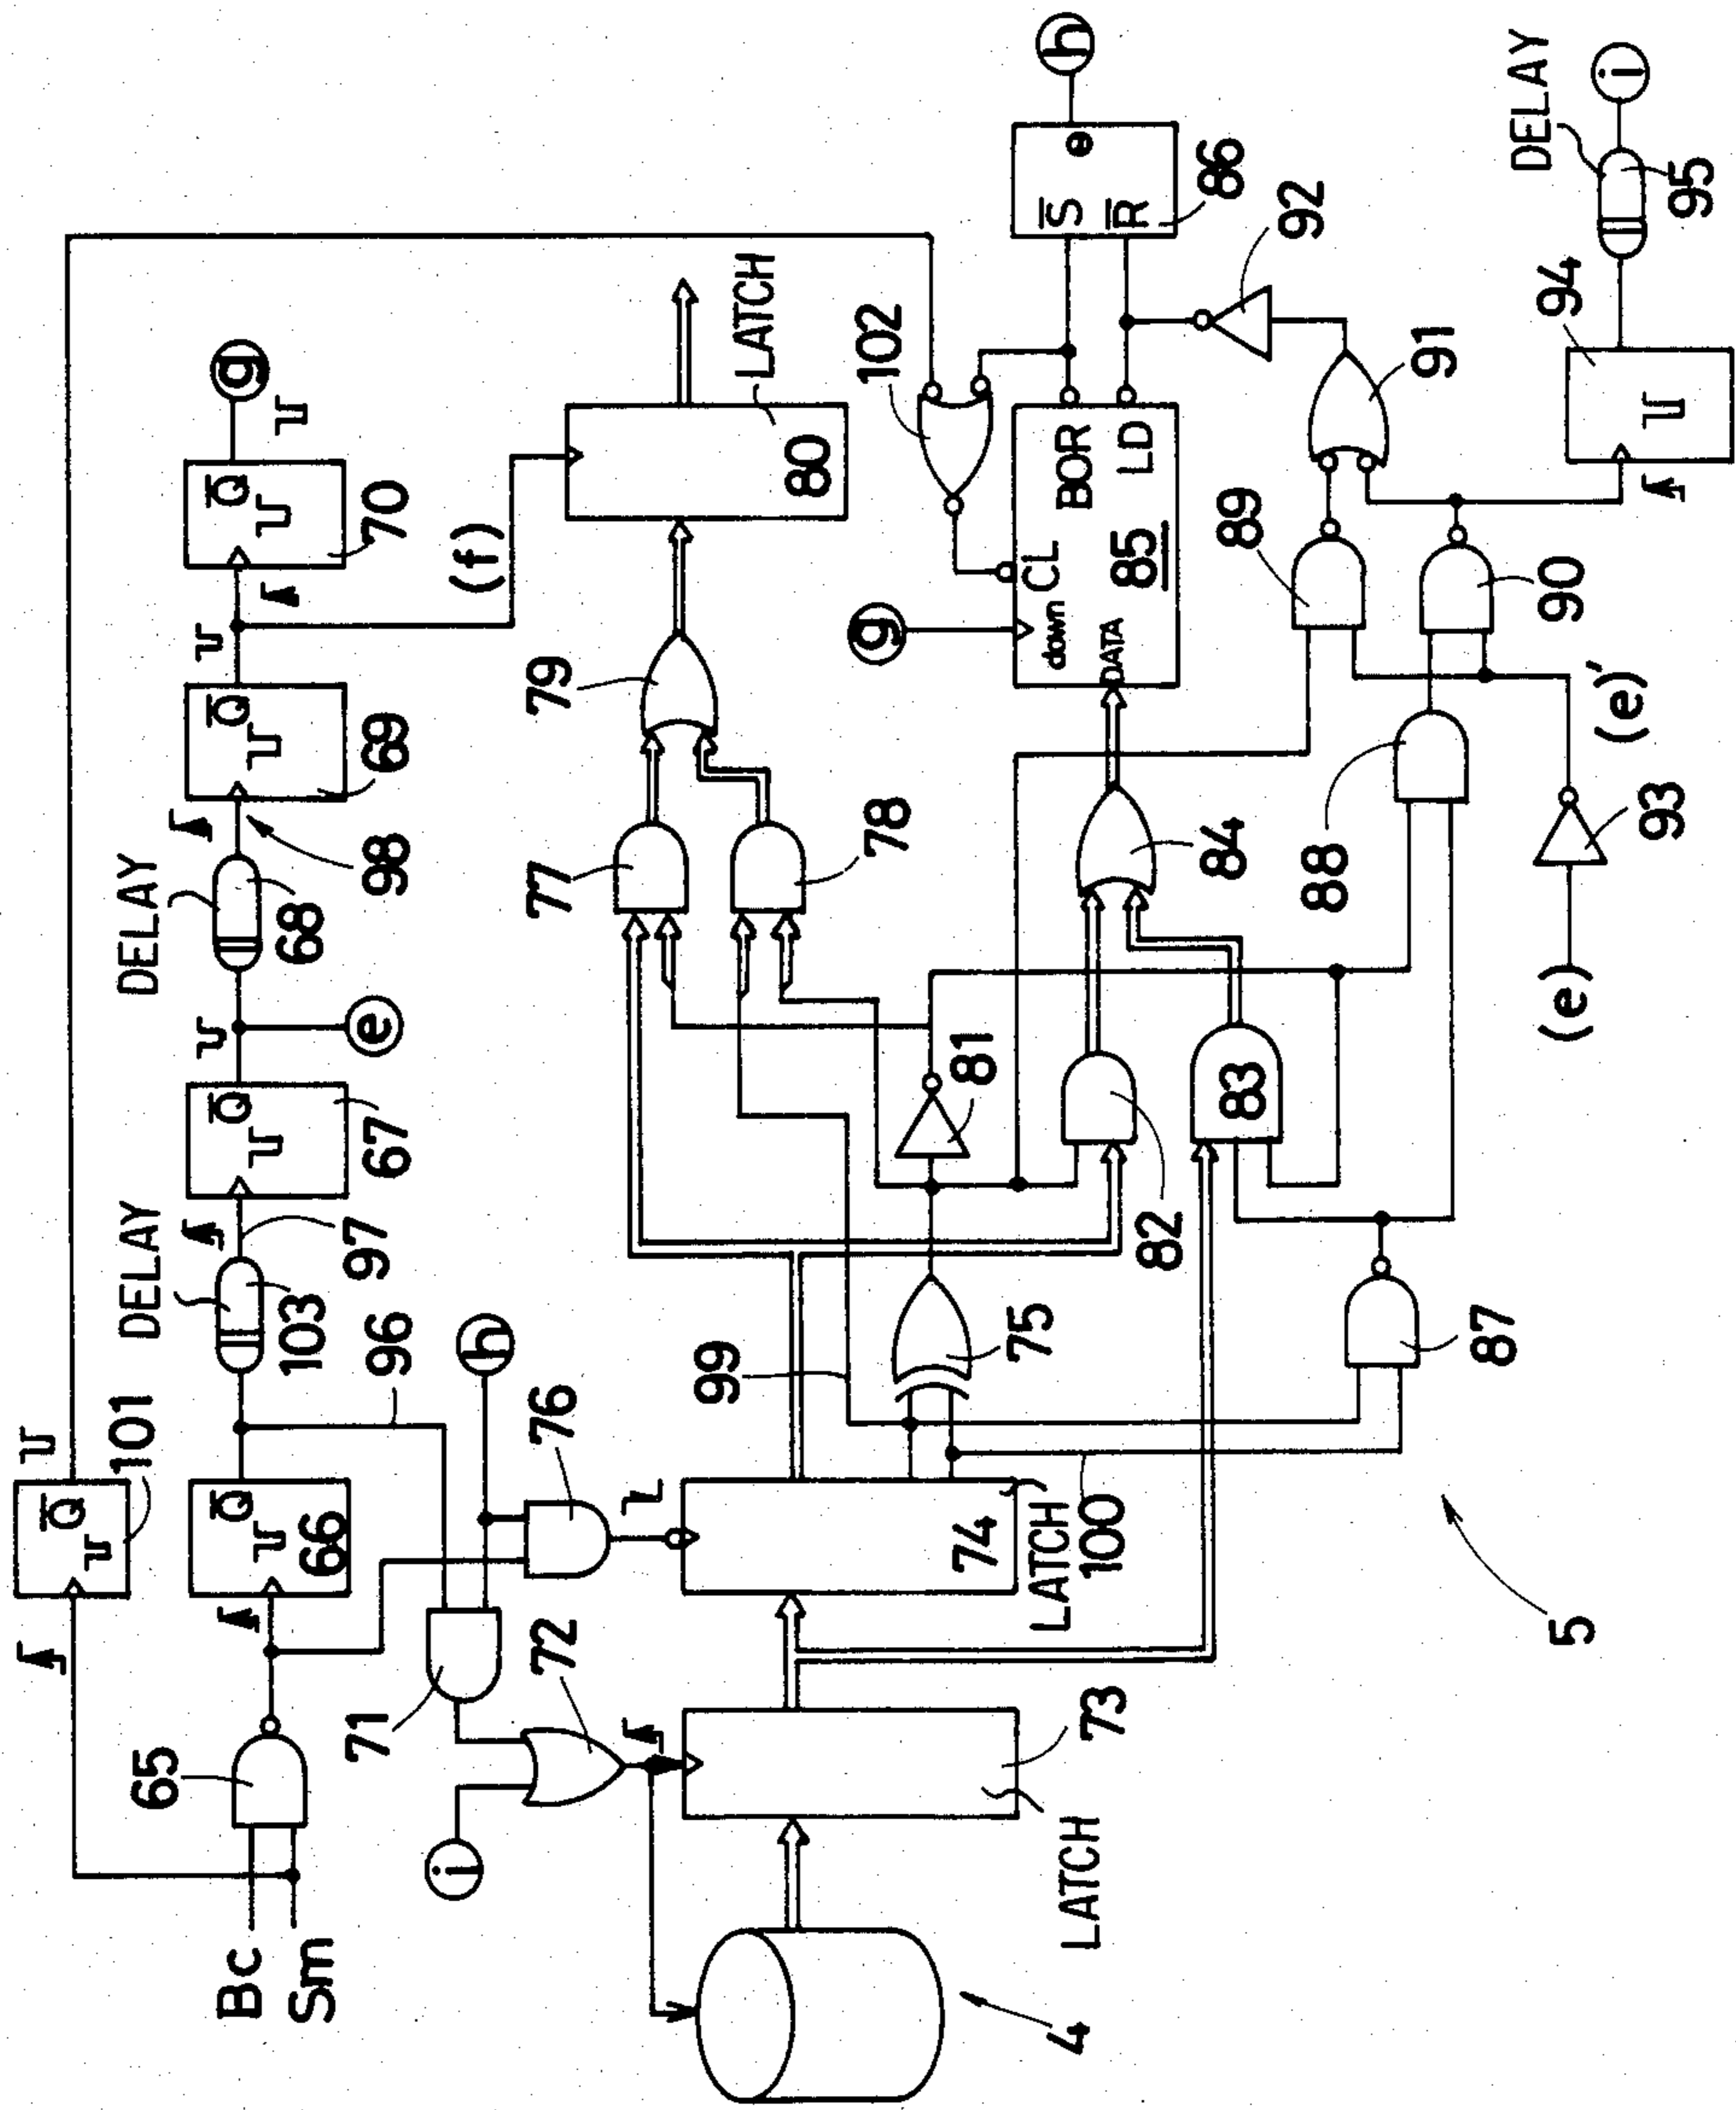 Bc
Sm
65
Q
66
Q
101
DELAY
103
97
96
Q
67
e
DELAY
68
98
Q
69
Q
70
g
(f)
i
h
71
72
76
4
LATCH
73
LATCH
74
99
100
75
77
78
79
80
LATCH
81
82
83
84
g
down
CL
DATA
85
BOR
LD
102
S
R
e
86
h
87
88
89
90
91
92
(e)
93
(e)'
94
DELAY
95
i
5